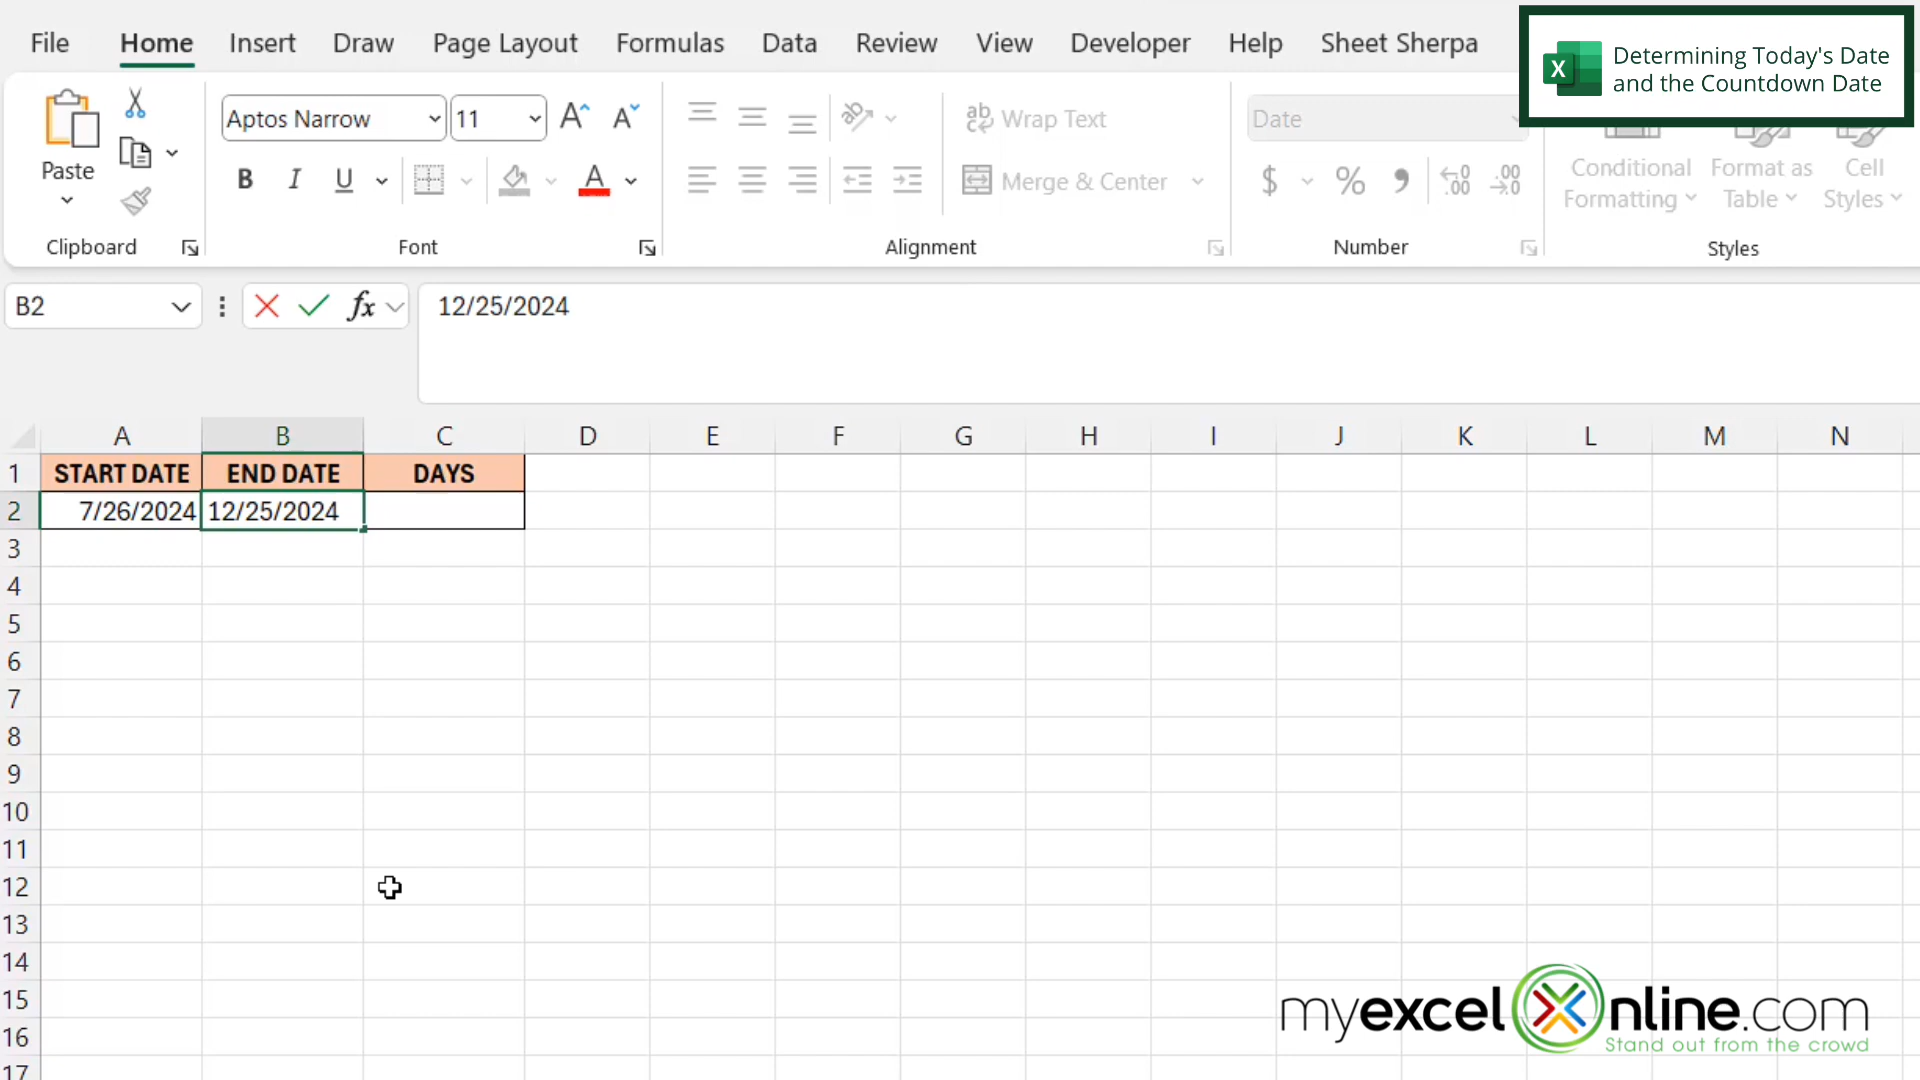 File Home Insert Draw Page Layout Formulas Data Review View Developer Help Sheet Sherpa
X Determining Today's Date
and the Countdown Date
Paste
Aptos Narrow 11
B I U A
Clipboard
Font
ab Wrap Text
Merge & Center
Alignment
Date
$ % , .00 .00
Number
Conditional
Formatting
Format as
Table
Cell
Styles
Styles
B2 fx 12/25/2024
A B C D E F G H I J K L M N
1 START DATE END DATE DAYS
2 7/26/2024 12/25/2024
3
4
5
6
7
8
9
10
11
12
13
14
15
16
17
myexcelOnline.com
Stand out from the crowd